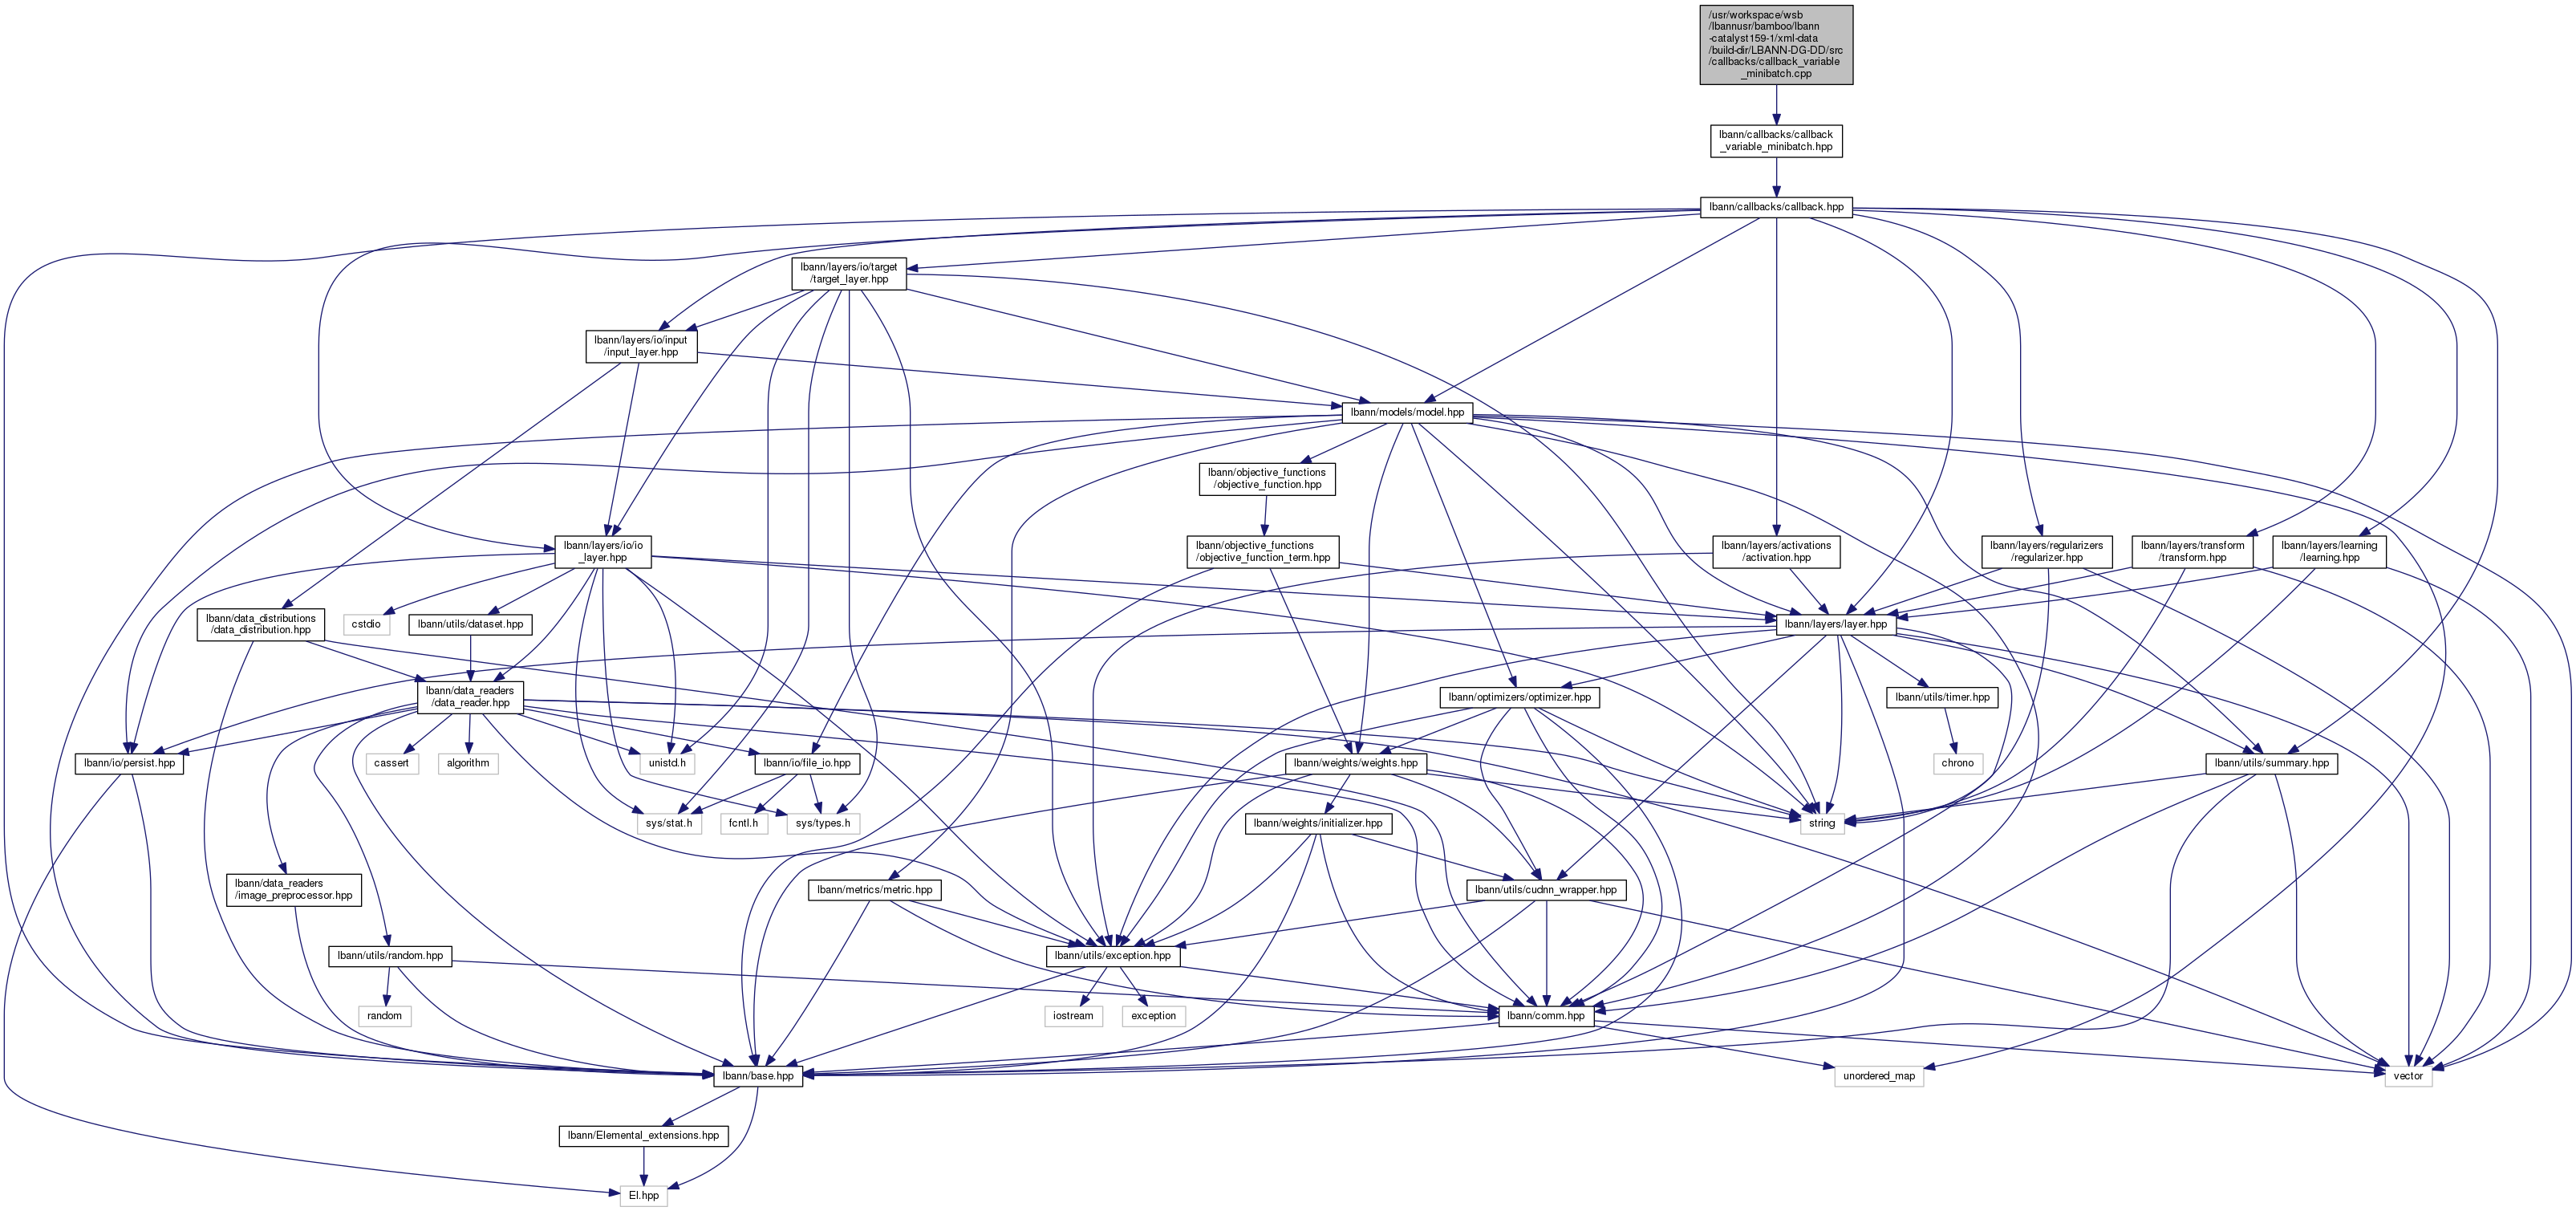 /usr/workspace/wsb
/lbannusr/bamboo/lbann
-catalyst159-1/xml-data
/build-dir/LBANN-DG-DD/src
/callbacks/callback_variable
_minibatch.cpp
lbann/callbacks/callback
_variable_minibatch.hpp
lbann/callbacks/callback.hpp
lbann/layers/io/target
/target_layer.hpp
lbann/layers/io/input
/input_layer.hpp
lbann/models/model.hpp
lbann/objective_functions
/objective_function.hpp
lbann/layers/io/io
_layer.hpp
lbann/objective_functions
/objective_function_term.hpp
lbann/layers/activations
/activation.hpp
lbann/layers/regularizers
/regularizer.hpp
lbann/layers/transform
/transform.hpp
lbann/layers/learning
/learning.hpp
lbann/data_distributions
/data_distribution.hpp
cstdio
lbann/utils/dataset.hpp
lbann/layers/layer.hpp
lbann/data_readers
/data_reader.hpp
lbann/optimizers/optimizer.hpp
lbann/utils/timer.hpp
lbann/io/persist.hpp
cassert
algorithm
unistd.h
lbann/io/file_io.hpp
lbann/weights/weights.hpp
chrono
lbann/utils/summary.hpp
sys/stat.h
fcntl.h
sys/types.h
lbann/weights/initializer.hpp
string
lbann/data_readers
/image_preprocessor.hpp
lbann/metrics/metric.hpp
lbann/utils/cudnn_wrapper.hpp
lbann/utils/random.hpp
lbann/utils/exception.hpp
random
iostream
exception
lbann/comm.hpp
lbann/base.hpp
unordered_map
vector
lbann/Elemental_extensions.hpp
El.hpp